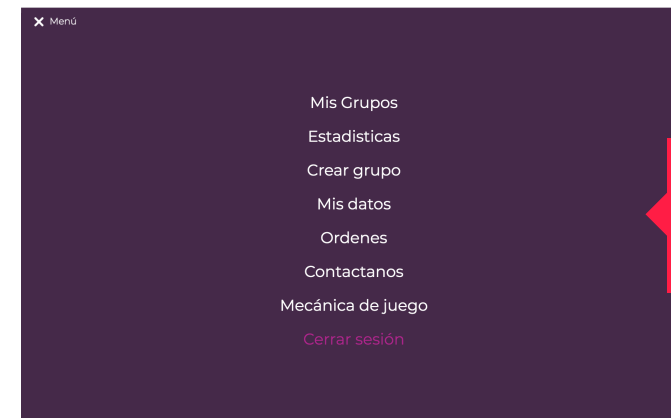 Menú
Mis Grupos
Estadisticas
Crear grupo
Mis datos
Ordenes
Contactanos
Mecánica de juego
Cerrar sesión